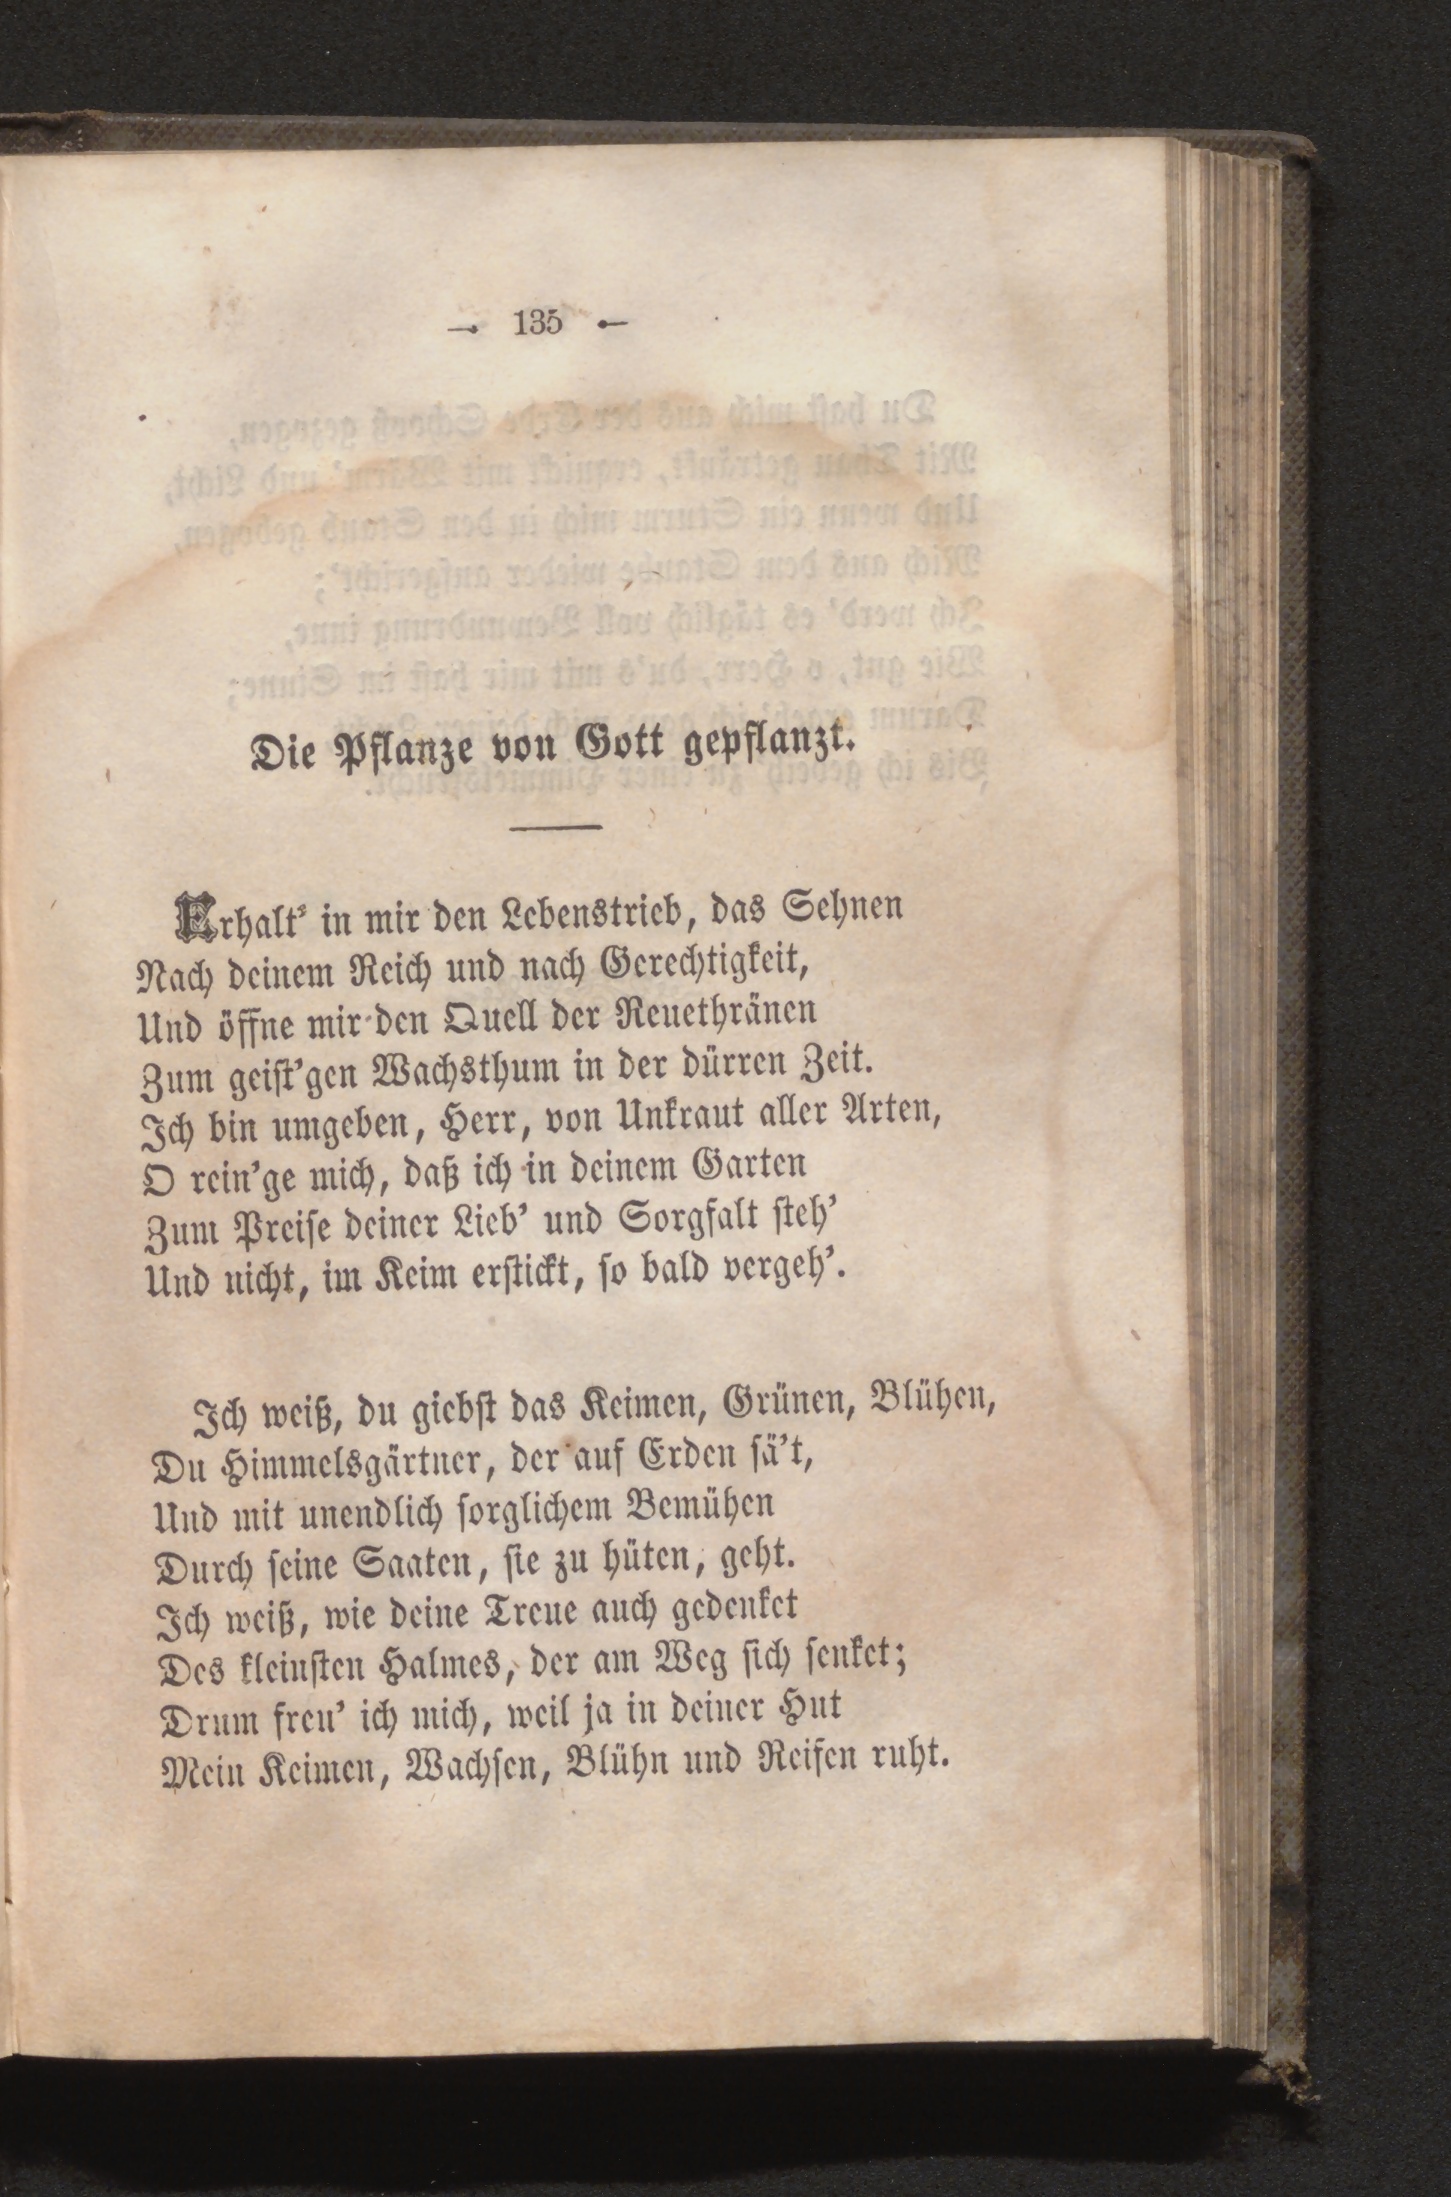 135
Die Pflanze von Gott gepflanzt.
Erhalt' in mir den Lebenstrieb, das Sehnen
Nach deinem Reich und nach Gerechtigkeit,
Und öffne mir den Quell der Reuethränen
Zum geist'gen Wachsthum in der dürren Zeit.
Ich bin umgeben, Herr, von Unkraut aller Arten,
O rein'ge mich, daß ich in deinem Garten
Zum Preise deiner Lieb' und Sorgfalt steh'
Und nicht, im Keim erstickt, so bald vergeh'.
Ich weiß, du giebst das Keimen, Grünen, Blühen,
Du Himmelsgärtner, der auf Erden sä't,
Und mit unendlich sorglichem Bemühen
Durch seine Saaten, sie zu hüten, geht.
Ich weiß, wie deine Treue auch gedenket
Des kleinsten Halmes, der am Weg sich senket;
Drum freu' ich mich, weil ja in deiner Hut
Mein Keimen, Wachsen, Blühn und Reifen ruht.